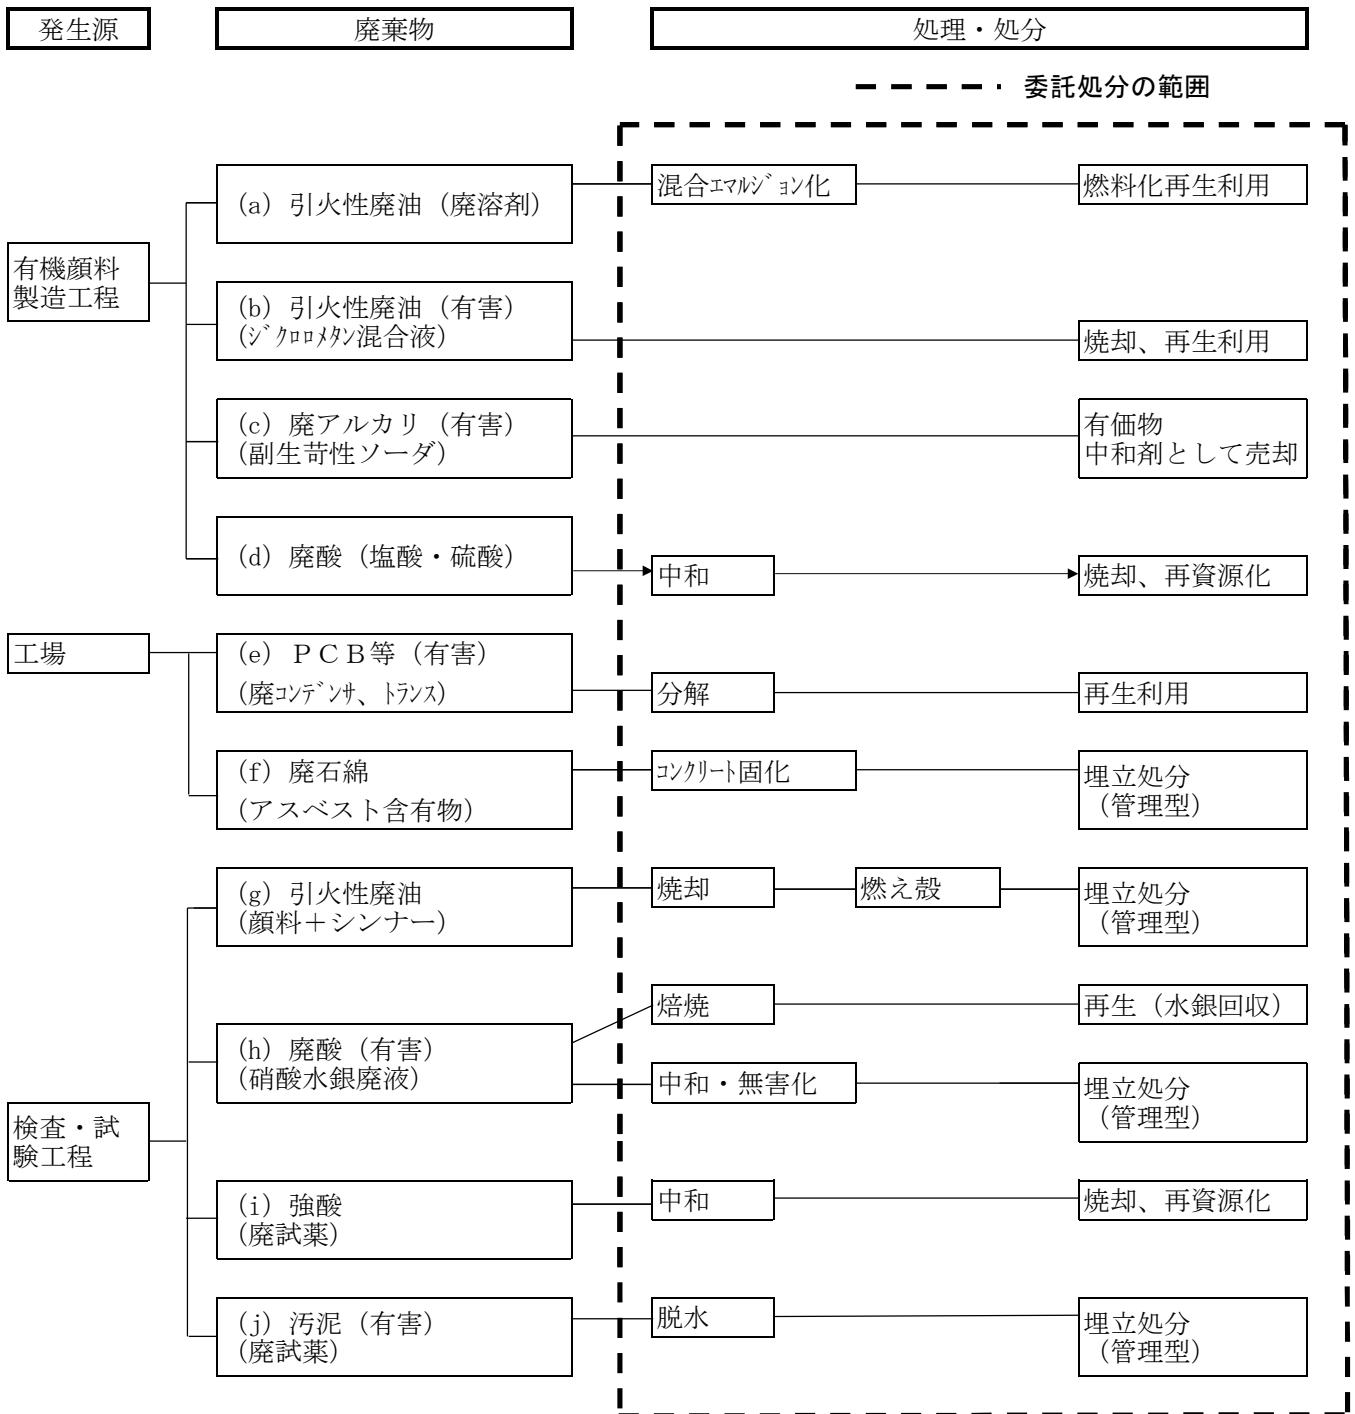 発生源
廃棄物
処理・処分
委託処分の範囲
有機顔料
製造工程
(a) 引火性廃油（廃溶剤）
混合ｴﾏﾙｼﾞｮﾝ化
燃料化再生利用
(b) 引火性廃油（有害）
(ｼﾞｸﾛﾛﾒﾀﾝ混合液）
焼却、再生利用
(c) 廃アルカリ（有害）
(副生苛性ソーダ）
有価物
中和剤として売却
(d) 廃酸（塩酸・硫酸）
中和
焼却、再資源化
工場
(e) ＰＣＢ等（有害）
(廃ｺﾝﾃﾞﾝｻ、ﾄﾗﾝｽ）
分解
再生利用
(f) 廃石綿
(アスベスト含有物）
ｺﾝｸﾘｰﾄ固化
埋立処分
（管理型）
検査・試
験工程
(g) 引火性廃油
(顔料＋シンナー）
焼却
燃え殻
埋立処分
（管理型）
(h) 廃酸（有害）
(硝酸水銀廃液）
焙焼
再生（水銀回収）
中和・無害化
埋立処分
（管理型）
(i) 強酸
(廃試薬）
中和
焼却、再資源化
(j) 汚泥（有害）
(廃試薬）
脱水
埋立処分
（管理型）